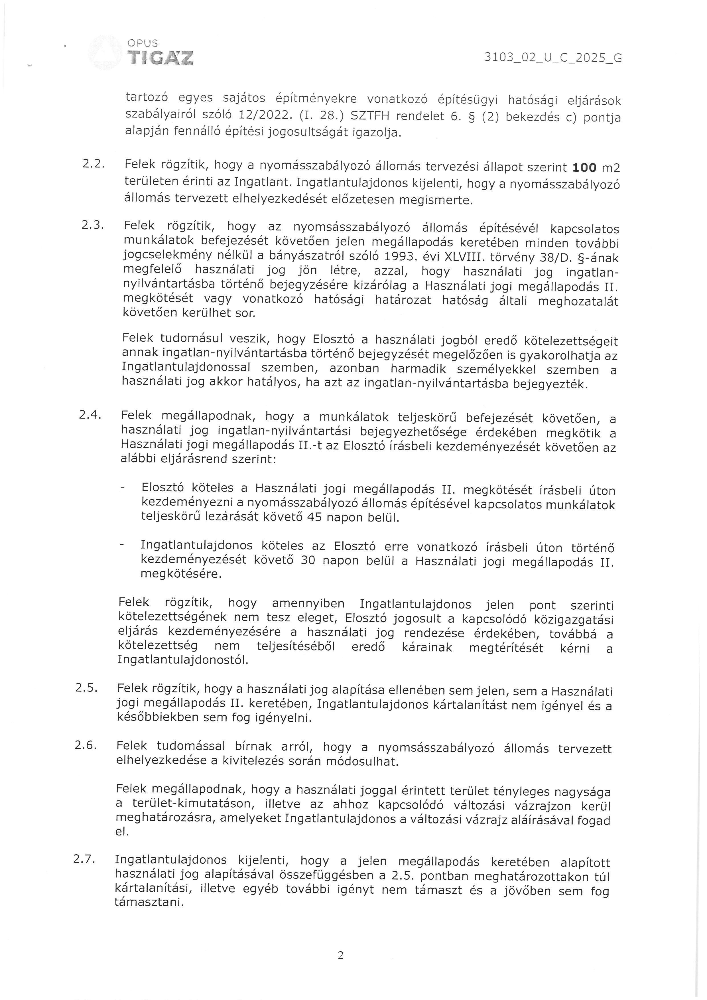 OPUS
TIGÁZ
3103_02_U_C_2025_G
tartozó egyes sajátos építményekre vonatkozó építésügyi hatósági eljárások
szabályairól szóló 12/2022. (I. 28.) SZTFH rendelet 6. § (2) bekezdés c) pontja
alapján fennálló építési jogosultságát igazolja.
2.2. Felek rögzítik, hogy a nyomásszabályozó állomás tervezési állapot szerint 100 m2
területen érinti az Ingatlant. Ingatlantulajdonos kijelenti, hogy a nyomásszabályozó
állomás tervezett elhelyezkedését előzetesen megismerte.
2.3. Felek rögzítik, hogy az nyomsásszabályozó állomás építésévél kapcsolatos
munkálatok befejezését követően jelen megállapodás keretében minden további
jogcselekmény nélkül a bányászatról szóló 1993. évi XLVIII. törvény 38/D. §-ának
megfelelő használati jog jön létre, azzal, hogy használati jog ingatlan-
nyilvántartásba történő bejegyzésére kizárólag a Használati jogi megállapodás II.
megkötését vagy vonatkozó hatósági határozat hatóság általi meghozatalát
követően kerülhet sor.
Felek tudomásul veszik, hogy Elosztó a használati jogból eredő kötelezettségeit
annak ingatlan-nyilvántartásba történő bejegyzését megelőzően is gyakorolhatja az
Ingatlantulajdonossal szemben, azonban harmadik személyekkel szemben a
használati jog akkor hatályos, ha azt az ingatlan-nyilvántartásba bejegyezték.
2.4. Felek megállapodnak, hogy a munkálatok teljeskörű befejezését követően, a
használati jog ingatlan-nyilvántartási bejegyezhetősége érdekében megkötik a
Használati jogi megállapodás II.-t az Elosztó írásbeli kezdeményezését követően az
alábbi eljárásrend szerint:
- Elosztó köteles a Használati jogi megállapodás II. megkötését írásbeli úton
kezdeményezni a nyomásszabályozó állomás építésével kapcsolatos munkálatok
teljeskörű lezárását követő 45 napon belül.
- Ingatlantulajdonos köteles az Elosztó erre vonatkozó írásbeli úton történő
kezdeményezését követő 30 napon belül a Használati jogi megállapodás II.
megkötésére.
Felek rögzítik, hogy amennyiben Ingatlantulajdonos jelen pont szerinti
kötelezettségének nem tesz eleget, Elosztó jogosult a kapcsolódó közigazgatási
eljárás kezdeményezésére a használati jog rendezése érdekében, továbbá a
kötelezettség nem teljesítéséből eredő kárainak megtérítését kérni a
Ingatlantulajdonostól.
2.5. Felek rögzítik, hogy a használati jog alapítása ellenében sem jelen, sem a Használati
jogi megállapodás II. keretében, Ingatlantulajdonos kártalanítást nem igényel és a
későbbiekben sem fog igényelni.
2.6. Felek tudomással bírnak arról, hogy a nyomsásszabályozó állomás tervezett
elhelyezkedése a kivitelezés során módosulhat.
Felek megállapodnak, hogy a használati joggal érintett terület tényleges nagysága
a terület-kimutatáson, illetve az ahhoz kapcsolódó változási vázrajzon kerül
meghatározásra, amelyeket Ingatlantulajdonos a változási vázrajz aláírásával fogad
el.
2.7. Ingatlantulajdonos kijelenti, hogy a jelen megállapodás keretében alapított
használati jog alapításával összefüggésben a 2.5. pontban meghatározottakon túl
kártalanítási, illetve egyéb további igényt nem támaszt és a jövőben sem fog
támasztani.
2